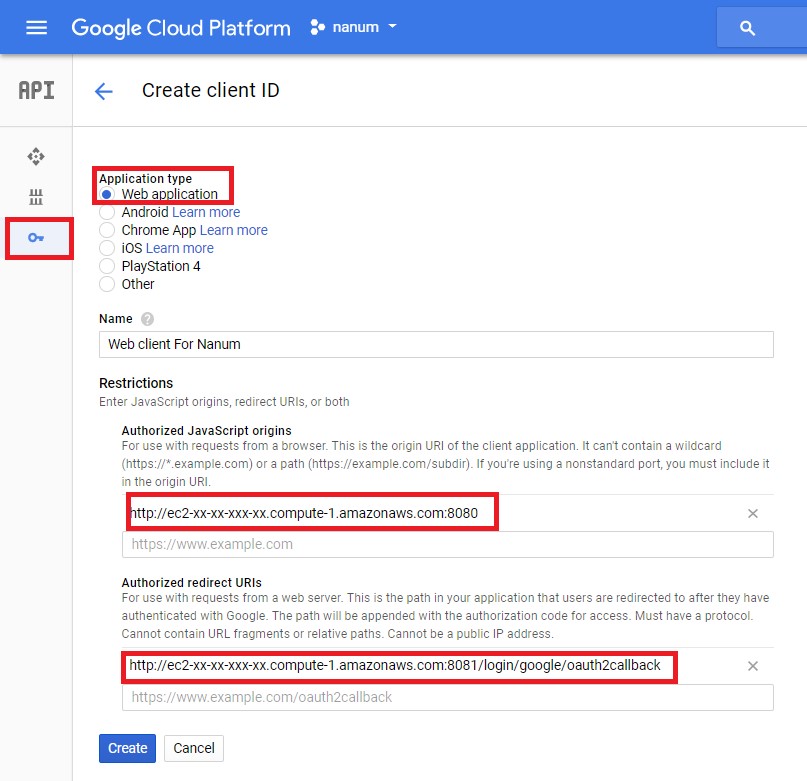 Google Cloud Platform nanum
API
Create client ID
Application type
Web application
Android Learn more
Chrome App Learn more
iOS Learn more
PlayStation 4
Other
Name ?
Web client For Nanum
Restrictions
Enter JavaScript origins, redirect URIs, or both
Authorized JavaScript origins
For use with requests from a browser. This is the origin URI of the client application. It can't contain a wildcard
(https://*.example.com) or a path (https://example.com/subdir). If you're using a nonstandard port, you must include it
in the origin URI.
http://ec2-xx-xx-xxx-xx.compute-1.amazonaws.com:8080
https://www.example.com
Authorized redirect URIs
For use with requests from a web server. This is the path in your application that users are redirected to after they have
authenticated with Google. The path will be appended with the authorization code for access. Must have a protocol.
Cannot contain URL fragments or relative paths. Cannot be a public IP address.
http://ec2-xx-xx-xxx-xx.compute-1.amazonaws.com:8081/login/google/oauth2callback
https://www.example.com/oauth2callback
Create Cancel